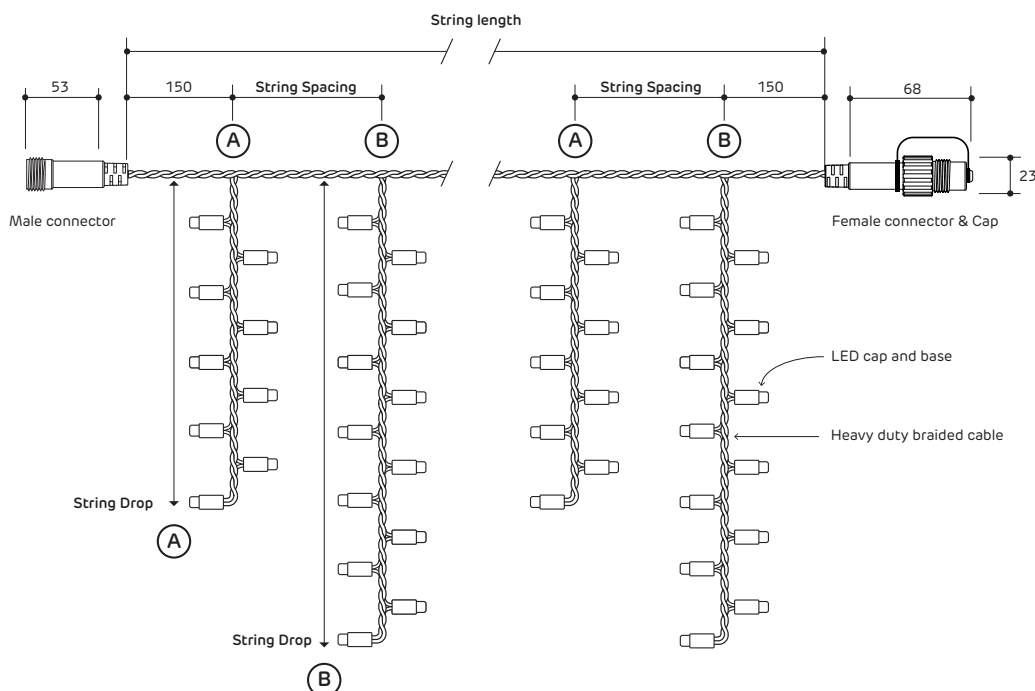 String length
53
150
String Spacing
String Spacing
150
68
A
B
A
B
23
Male connector
Female connector & Cap
LED cap and base
Heavy duty braided cable
String Drop
A
String Drop
B